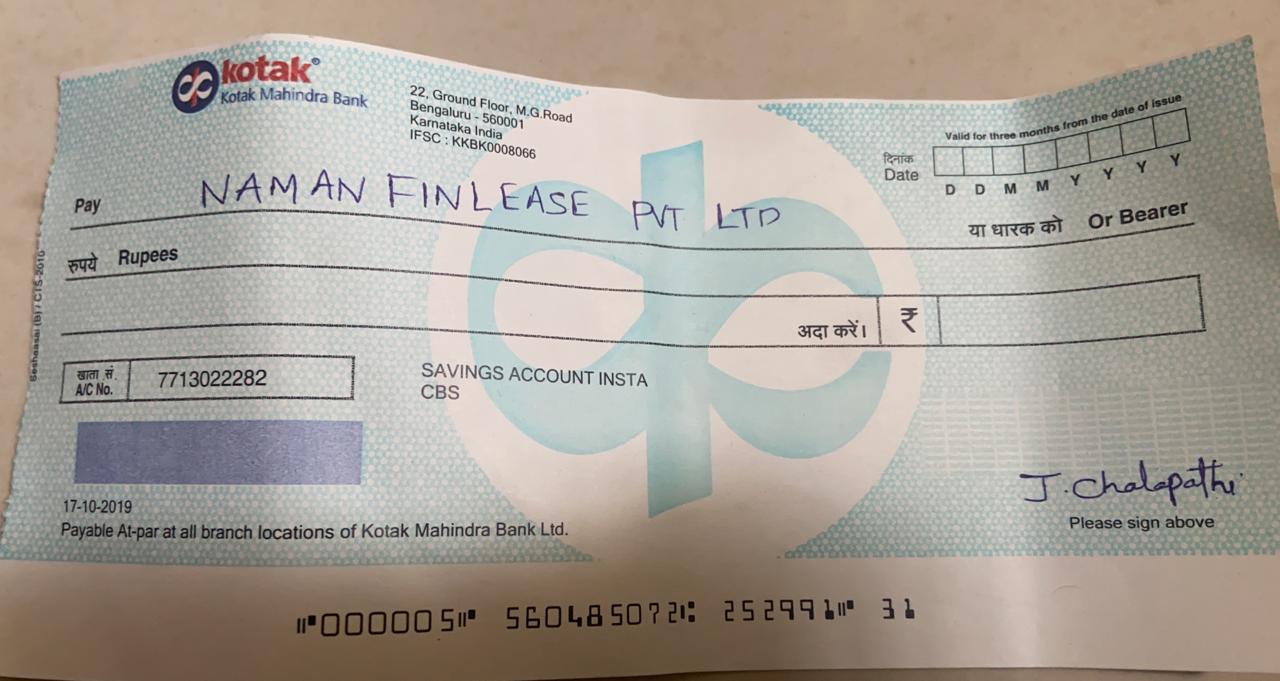 kotak®
Kotak Mahindra Bank
22, Ground Floor, M.G.Road
Bengaluru - 560001
Karnataka India
IFSC : KKBK0008066
Valid for three months from the date of issue
दिनांक
Date
D D M M Y Y Y Y
Pay NAMAN FINLEASE PVT LTD
या धारक को Or Bearer
रुपये Rupees
अदा करें। ₹
खाता सं.
A/C No. 7713022282
SAVINGS ACCOUNT INSTA
CBS
Seshaasai (B) / CTS-2010
17-10-2019
Payable At-par at all branch locations of Kotak Mahindra Bank Ltd.
J. Chalapathi
Please sign above
⑈000005⑈ 560485072⑆ 252991⑈ 31